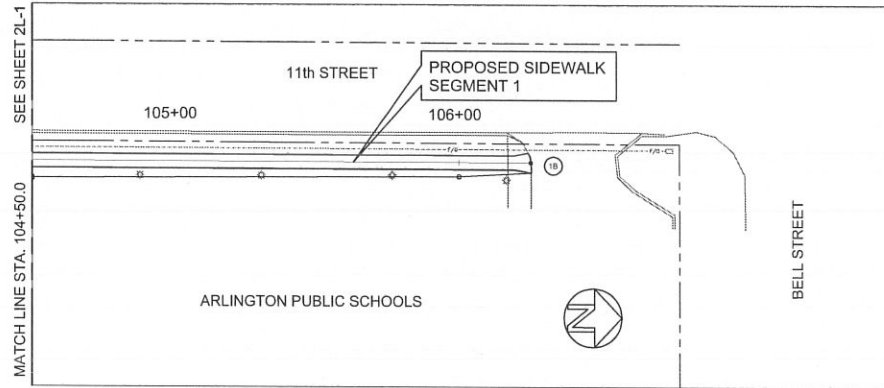 SEE SHEET 2L-1
MATCH LINE STA. 104+50.0
11th STREET
PROPOSED SIDEWALK
SEGMENT 1
105+00
106+00
f/o
f/o
1B
ARLINGTON PUBLIC SCHOOLS
N
BELL STREET